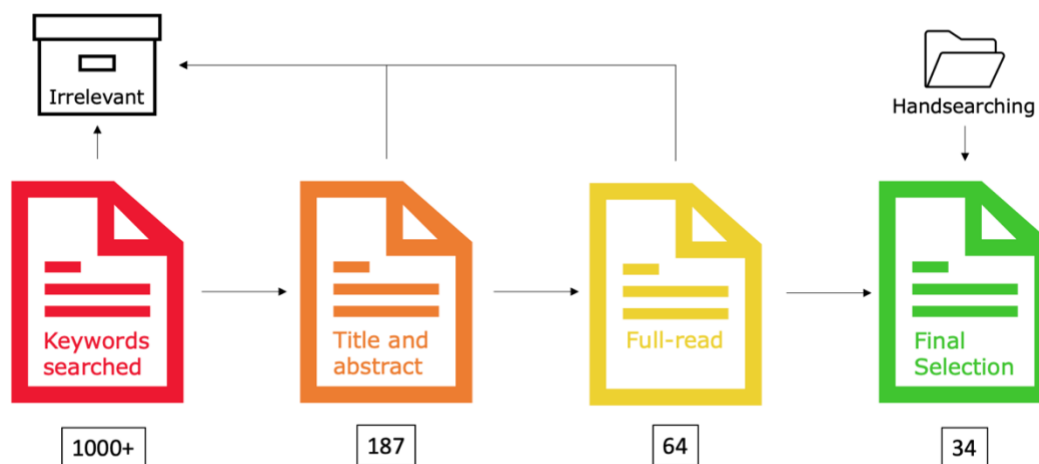 Irrelevant
Handsearching
Keywords
searched
Title and
abstract
Full-read
Final
Selection
1000+
187
64
34